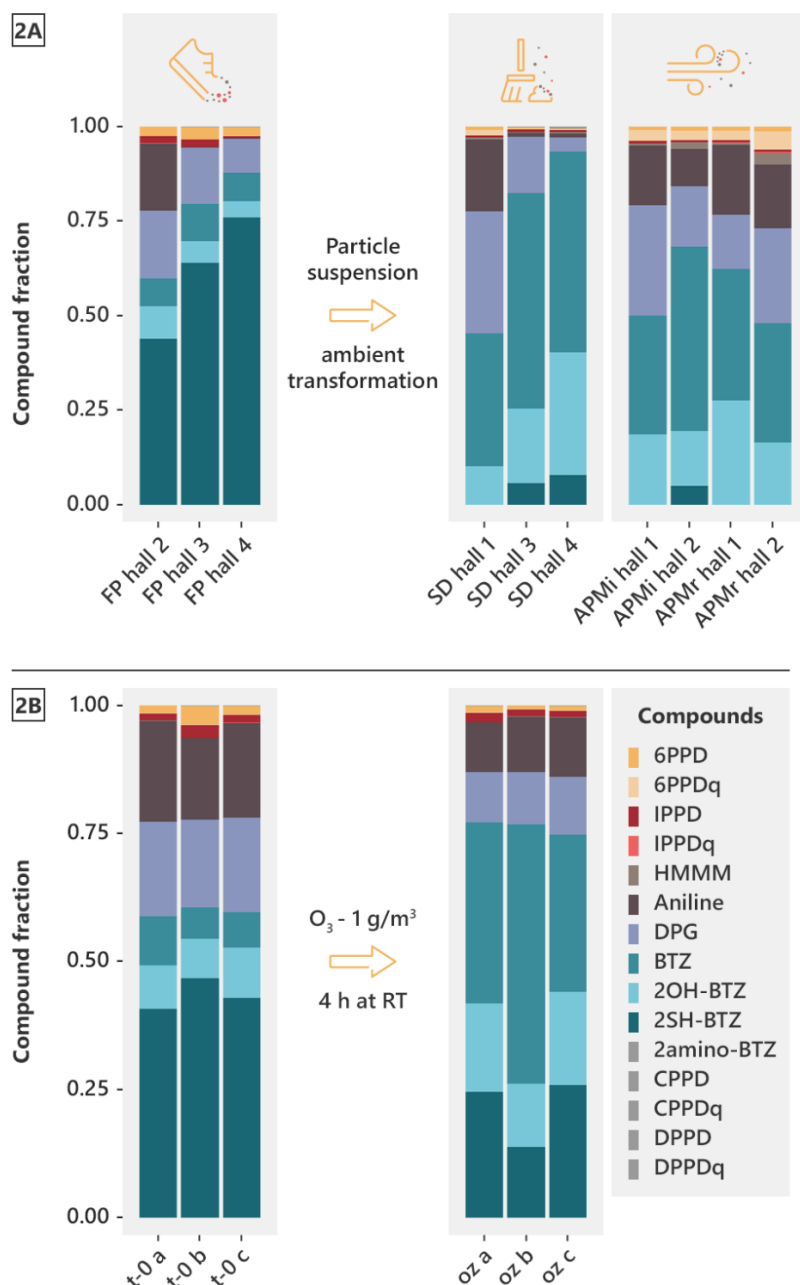 2A
Compound fraction
1.00
0.75
0.50
0.25
0.00
Particle
suspension
ambient
transformation
FP hall 2
FP hall 3
FP hall 4
SD hall 1
SD hall 3
SD hall 4
APMi hall 1
APMi hall 2
APMr hall 1
APMr hall 2
2B
Compound fraction
1.00
0.75
0.50
0.25
0.00
O₃ - 1 g/m³
4 h at RT
t-0 a
t-0 b
t-0 c
oz a
oz b
oz c
Compounds
6PPD
6PPDq
IPPD
IPPDq
HMMM
Aniline
DPG
BTZ
2OH-BTZ
2SH-BTZ
2amino-BTZ
CPPD
CPPDq
DPPD
DPPDq